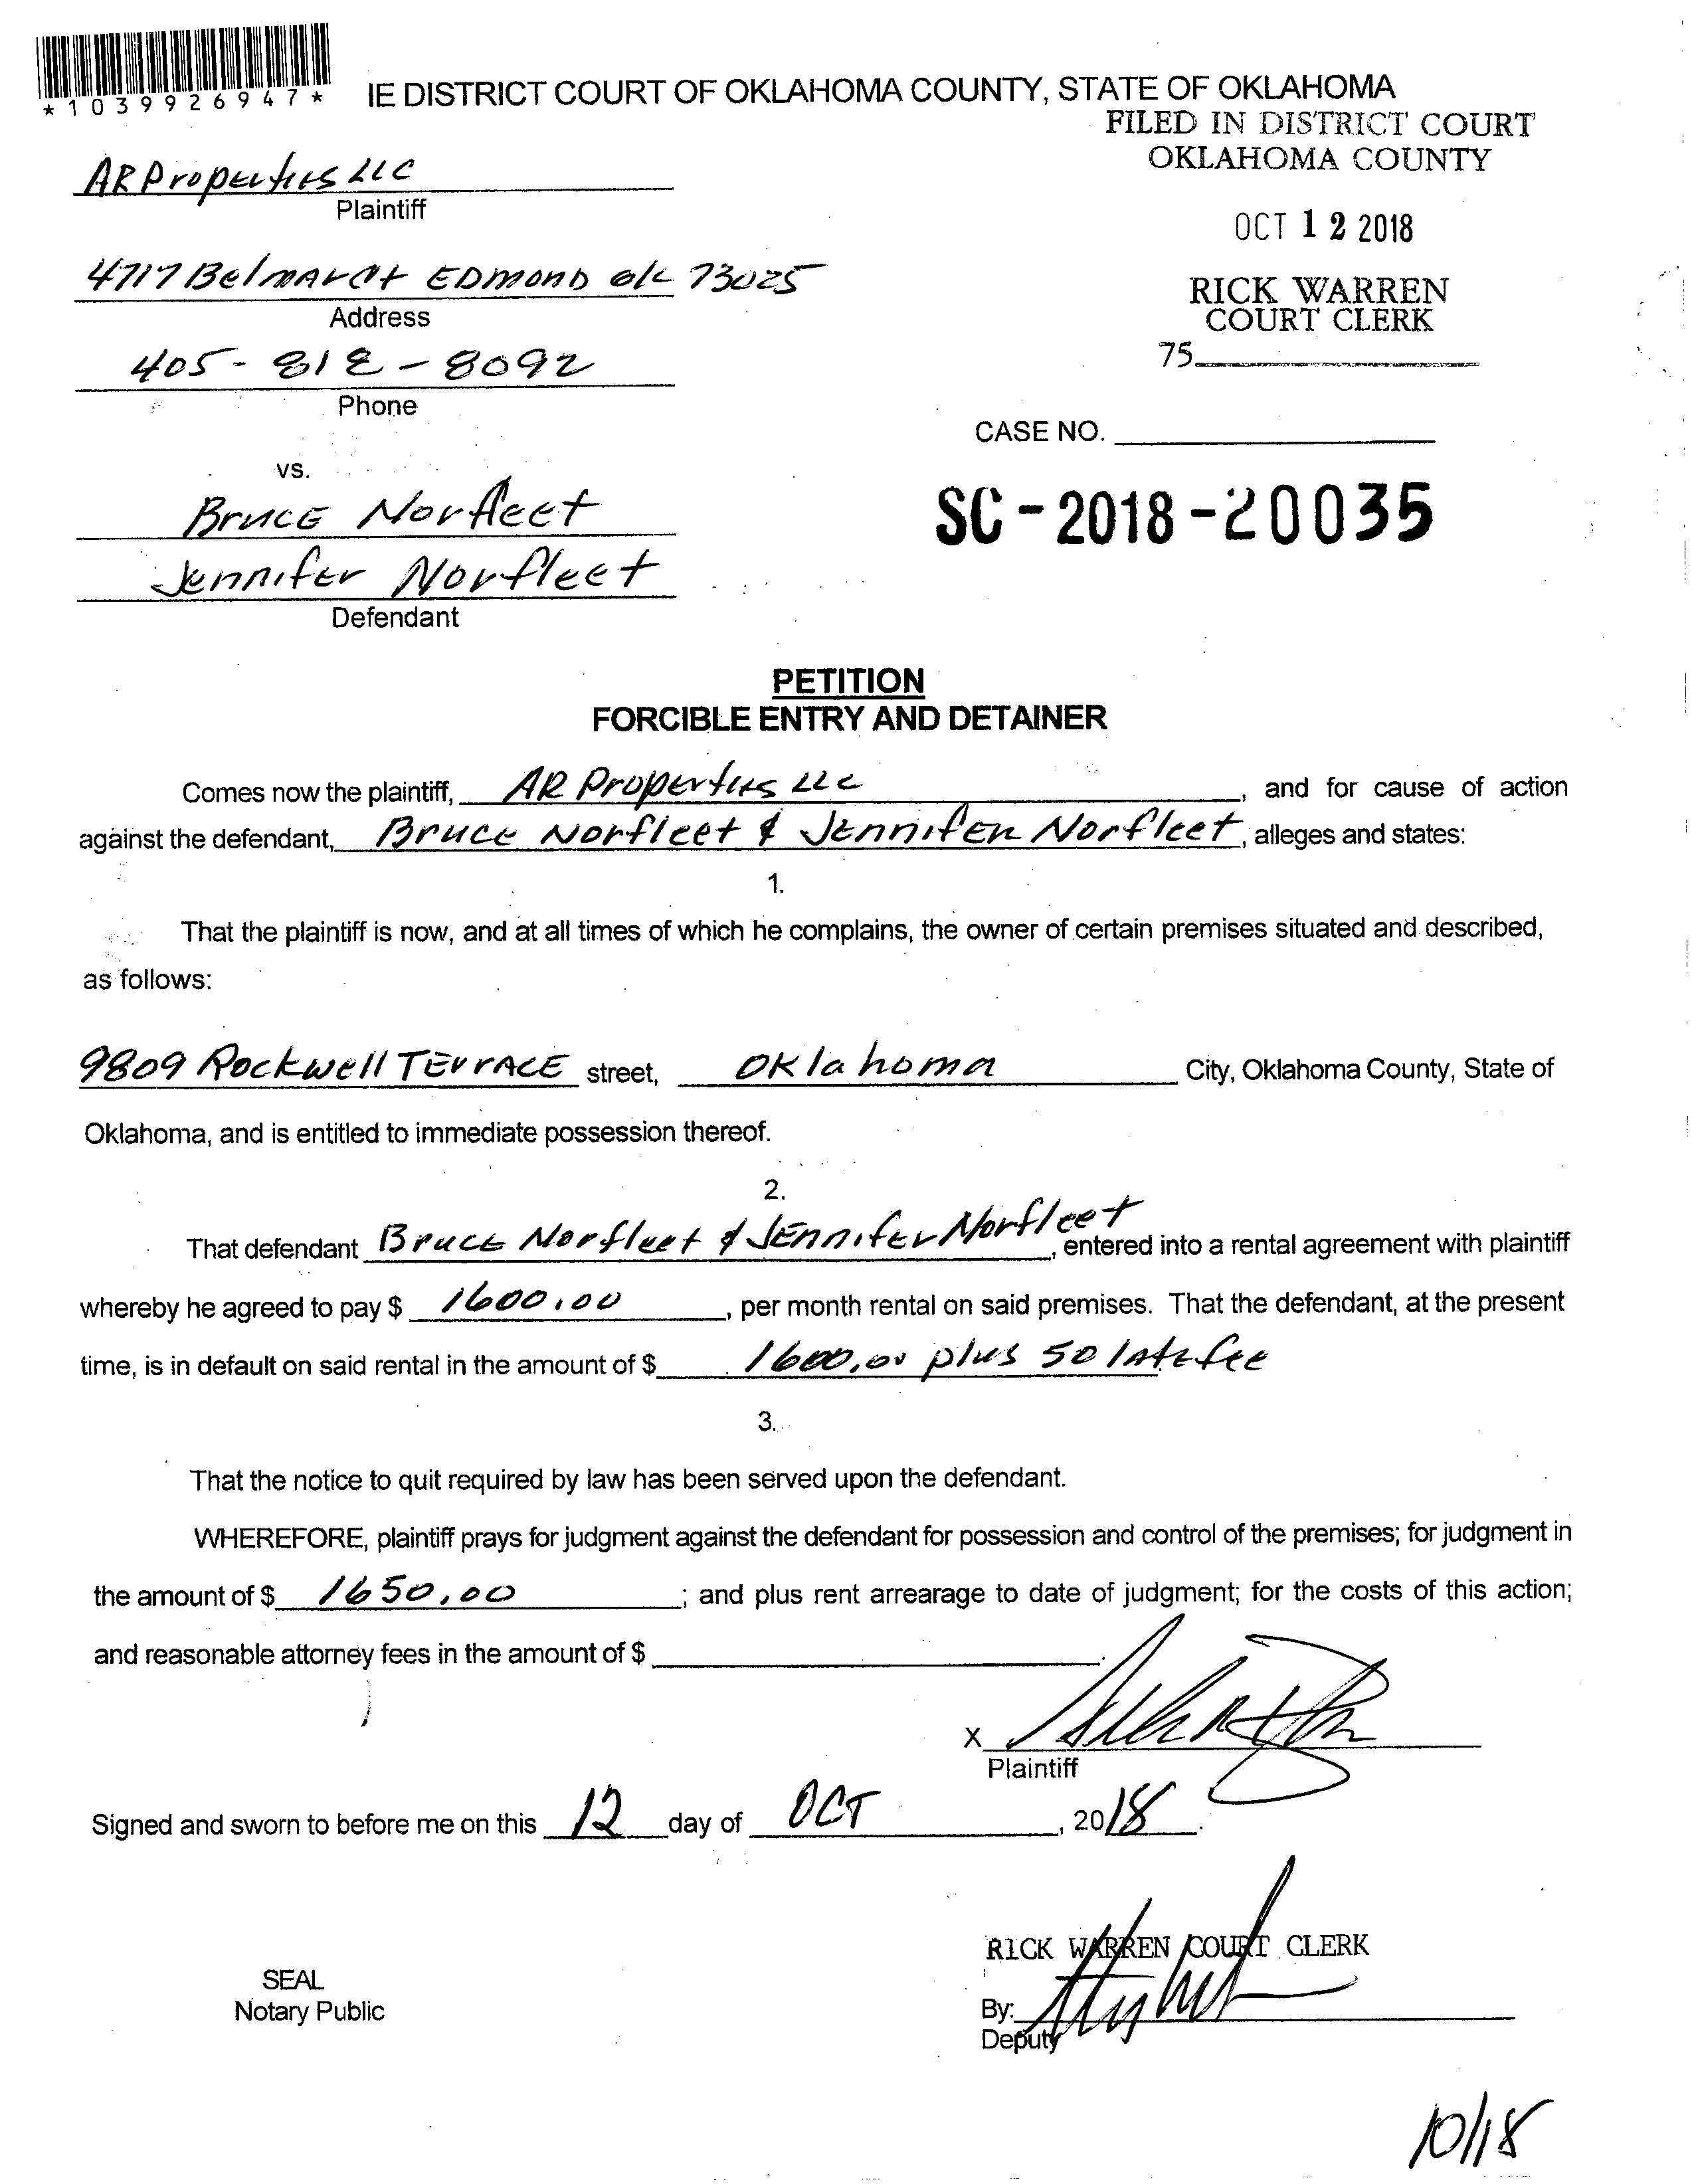 *1039926947*
IE DISTRICT COURT OF OKLAHOMA COUNTY, STATE OF OKLAHOMA
FILED IN DISTRICT COURT
OKLAHOMA COUNTY
AR Properties LLC
Plaintiff
OCT 12 2018
4717 Belmar Ct EDMOND OK 73025
Address
RICK WARREN
COURT CLERK
75
405-812-8092
Phone
CASE NO.
vs.
Bruce Norfleet
SC-2018-20035
Jennifer Norfleet
Defendant
PETITION
FORCIBLE ENTRY AND DETAINER
Comes now the plaintiff, AR Properties LLC, and for cause of action
against the defendant, Bruce Norfleet & Jennifer Norfleet, alleges and states:
1.
That the plaintiff is now, and at all times of which he complains, the owner of certain premises situated and described,
as follows:
9809 Rockwell Terrace street, Oklahoma City, Oklahoma County, State of
Oklahoma, and is entitled to immediate possession thereof.
2.
That defendant Bruce Norfleet & Jennifer Norfleet, entered into a rental agreement with plaintiff
whereby he agreed to pay $ 1600.00, per month rental on said premises. That the defendant, at the present
time, is in default on said rental in the amount of $ 1600.00 plus 50 late fee
3.
That the notice to quit required by law has been served upon the defendant.
WHEREFORE, plaintiff prays for judgment against the defendant for possession and control of the premises; for judgment in
the amount of $ 1650.00; and plus rent arrearage to date of judgment; for the costs of this action;
and reasonable attorney fees in the amount of $ .
X
Plaintiff
Signed and sworn to before me on this 12 day of OCT, 2018.
RICK WARREN COURT CLERK
SEAL
Notary Public
By:
Deputy
10/18